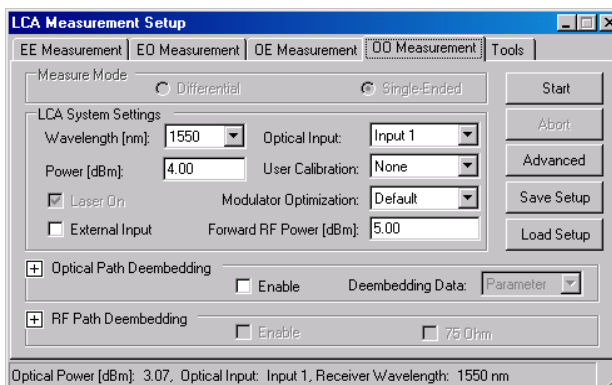 LCA Measurement Setup
EE Measurement EO Measurement OE Measurement OO Measurement Tools
Measure Mode
Differential Single-Ended Start
LCA System Settings
Wavelength [nm]: 1550 Optical Input: Input 1 Abort
Power [dBm]: 4.00 User Calibration: None Advanced
Laser On Modulator Optimization: Default Save Setup
External Input Forward RF Power [dBm]: 5.00 Load Setup
Optical Path Deembedding
Enable Deembedding Data: Parameter
RF Path Deembedding
Enable 75 Ohm
Optical Power [dBm]: 3.07, Optical Input: Input 1, Receiver Wavelength: 1550 nm